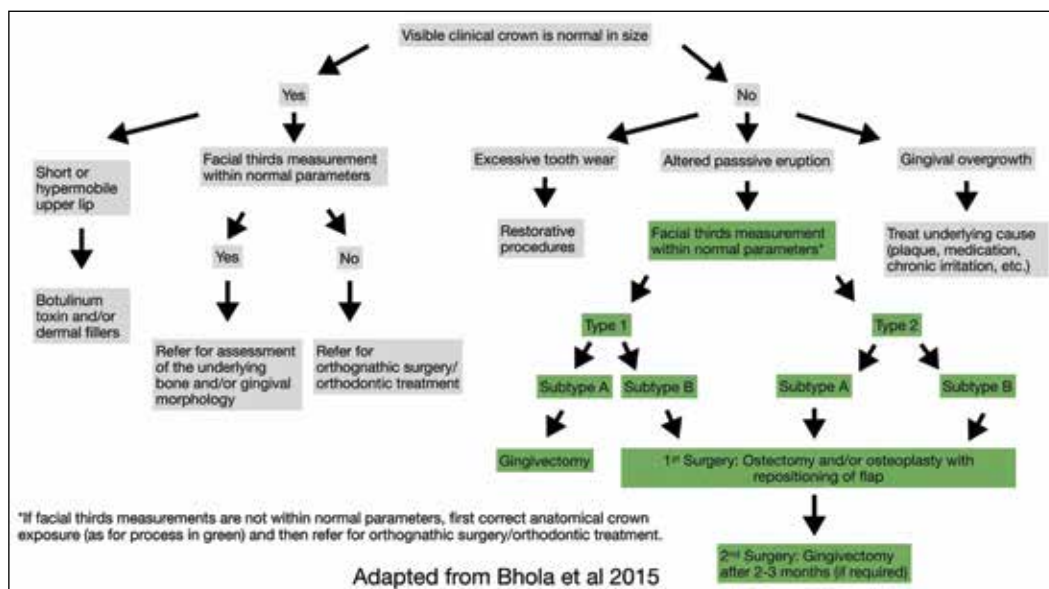 Visible clinical crown is normal in size
Yes
No
Short or
hypermobile
upper lip
Facial thirds measurement
within normal parameters
Excessive tooth wear
Altered passsive eruption
Gingival overgrowth
Restorative
procedures
Facial thirds measurement
within normal parameters*
Treat underlying cause
(plaque, medication,
chronic irritation, etc.)
Yes
No
Botulinum
toxin and/or
dermal fillers
Refer for assessment
of the underlying
bone and/or gingival
morphology
Refer for
orthognathic surgery/
orthodontic treatment
Type 1
Type 2
Subtype A
Subtype B
Subtype A
Subtype B
Gingivectomy
1st Surgery: Ostectomy and/or osteoplasty with
repositioning of flap
*If facial thirds measurements are not within normal parameters, first correct anatomical crown
exposure (as for process in green) and then refer for orthognathic surgery/orthodontic treatment.
2nd Surgery: Gingivectomy
after 2-3 months (if required)
Adapted from Bhola et al 2015